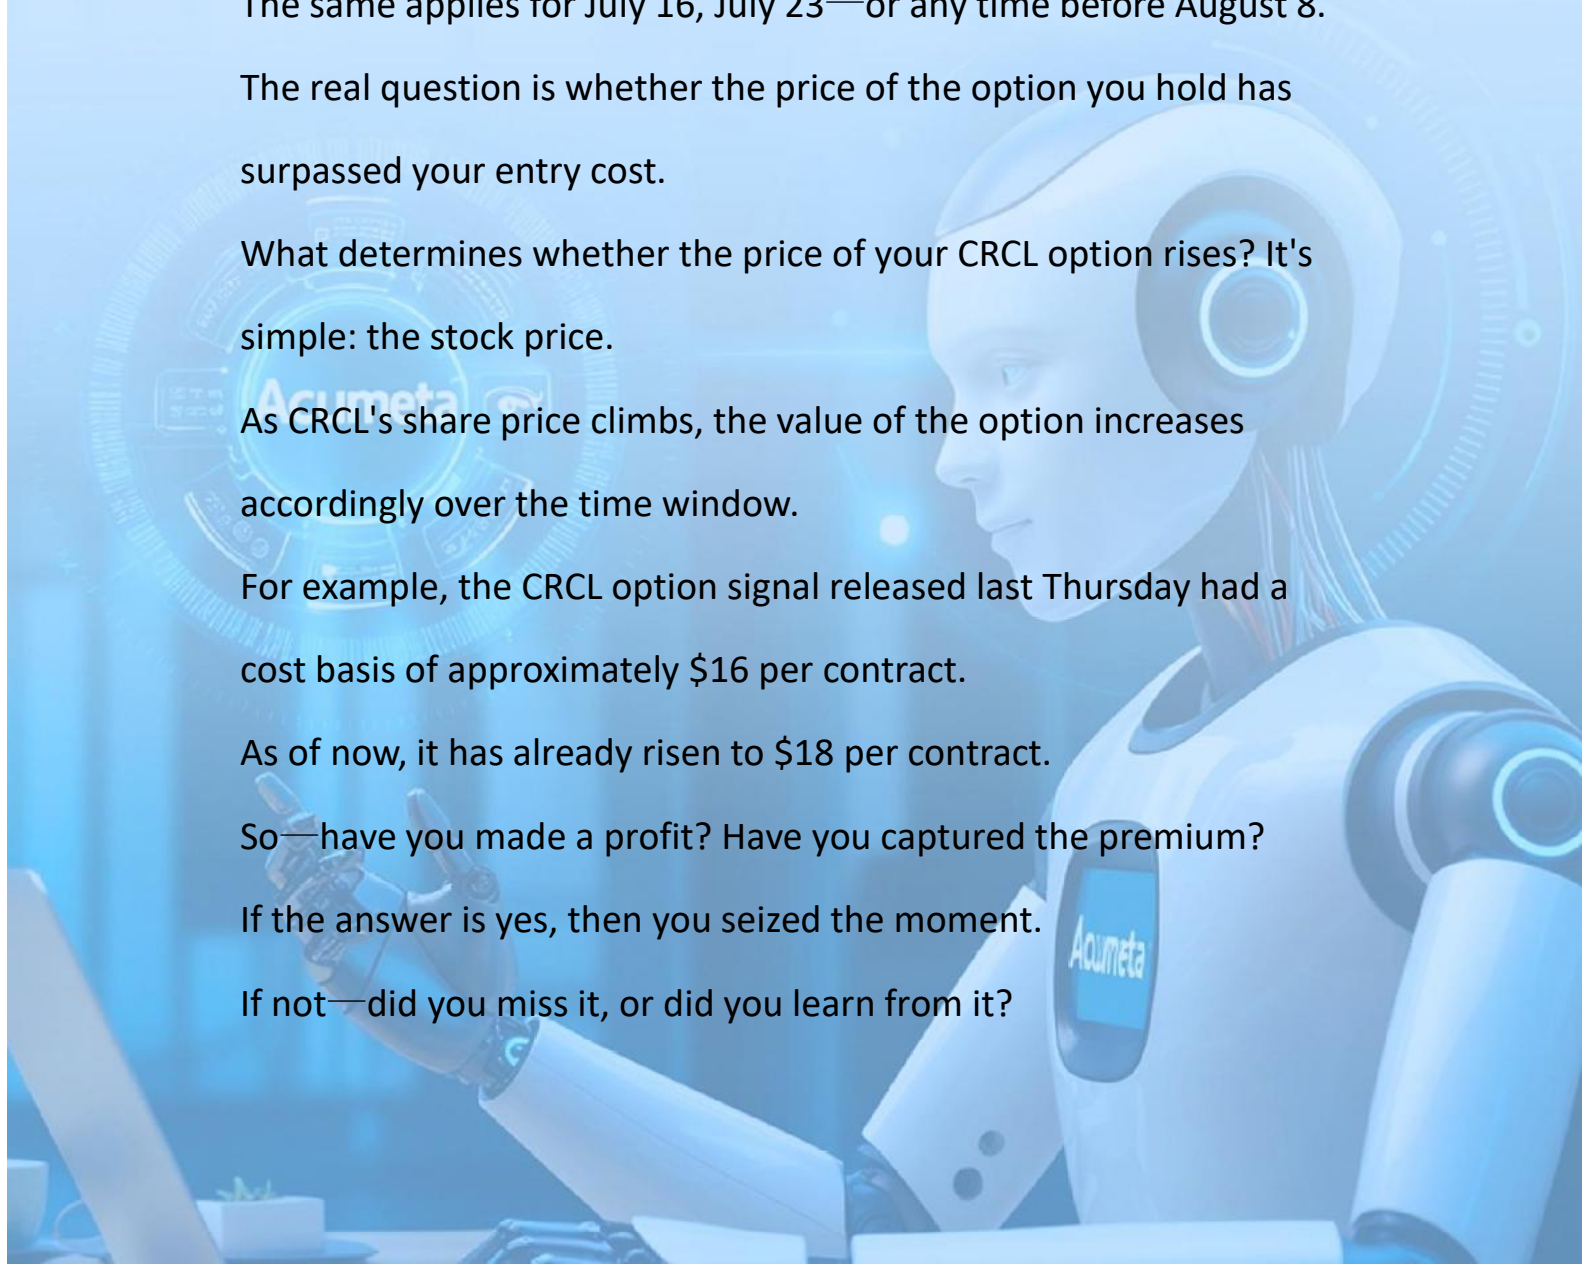 The same applies for July 16, July 23—or any time before August 8.
The real question is whether the price of the option you hold has
surpassed your entry cost.
What determines whether the price of your CRCL option rises? It's
simple: the stock price.
Acumeta
As CRCL's share price climbs, the value of the option increases
accordingly over the time window.
For example, the CRCL option signal released last Thursday had a
cost basis of approximately $16 per contract.
As of now, it has already risen to $18 per contract.
So—have you made a profit? Have you captured the premium?
If the answer is yes, then you seized the moment.
Acumeta
If not—did you miss it, or did you learn from it?